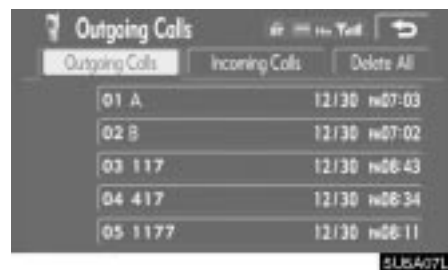 Outgoing Calls
Outgoing Calls Incoming Calls Delete All
01 A 12/30 07:03
02 B 12/30 07:02
03 117 12/30 08:43
04 417 12/30 08:34
05 1177 12/30 08:11